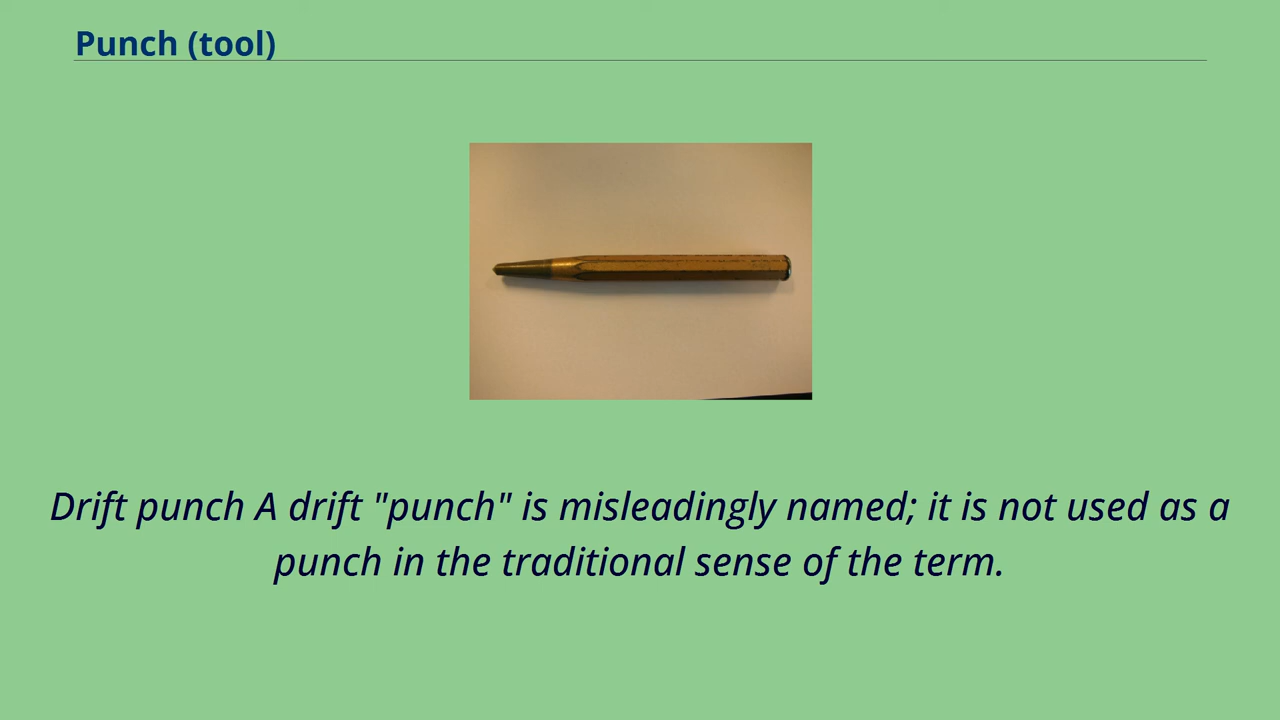 Punch (tool)
Drift punch A drift "punch" is misleadingly named; it is not used as a
punch in the traditional sense of the term.